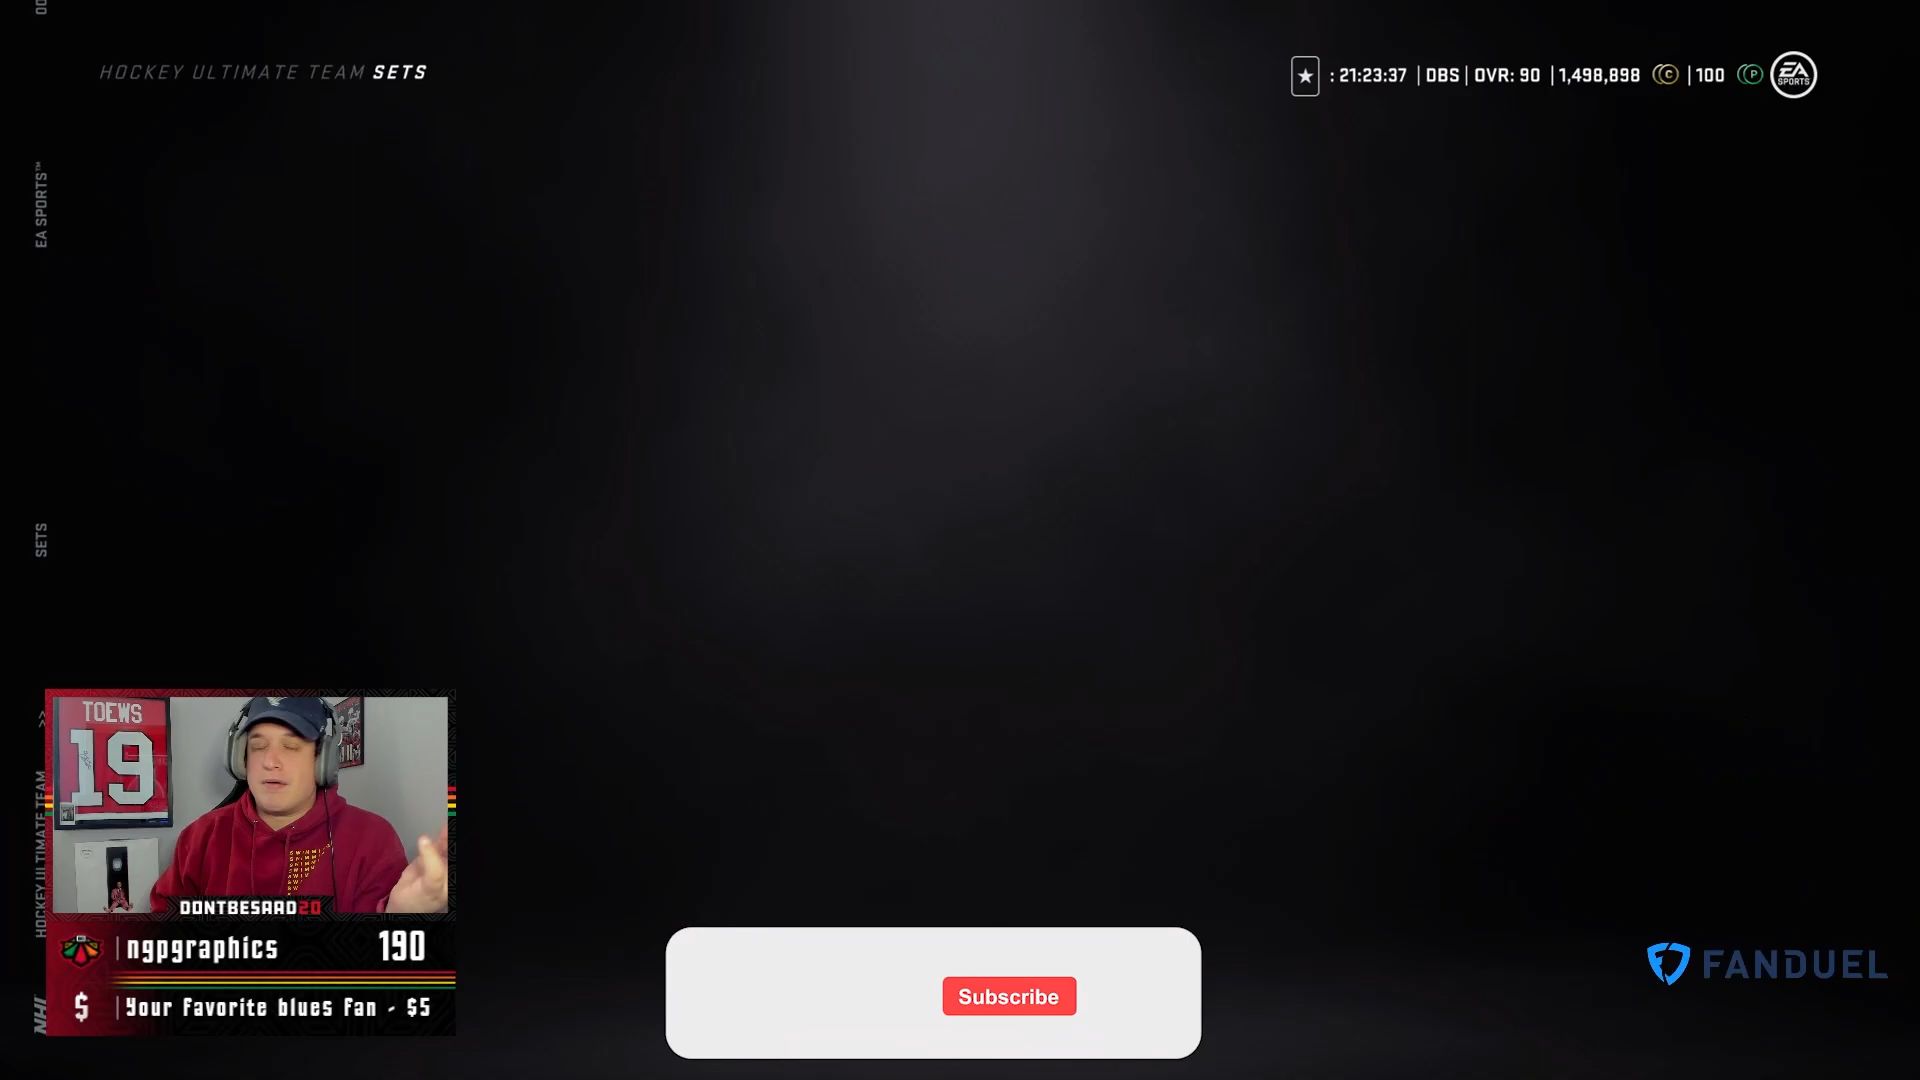 HOCKEY ULTIMATE TEAM SETS
: 21:23:37 | DBS | OVR: 90 | 1,498,898 C | 100 P
EA SPORTS
EA SPORTS™
SETS
HOCKEY ULTIMATE TEAM >>
NHL
TOEWS
19
DONTBESAAD20
ngpgraphics 190
$ | Your favorite blues fan - $5
Subscribe
FANDUEL